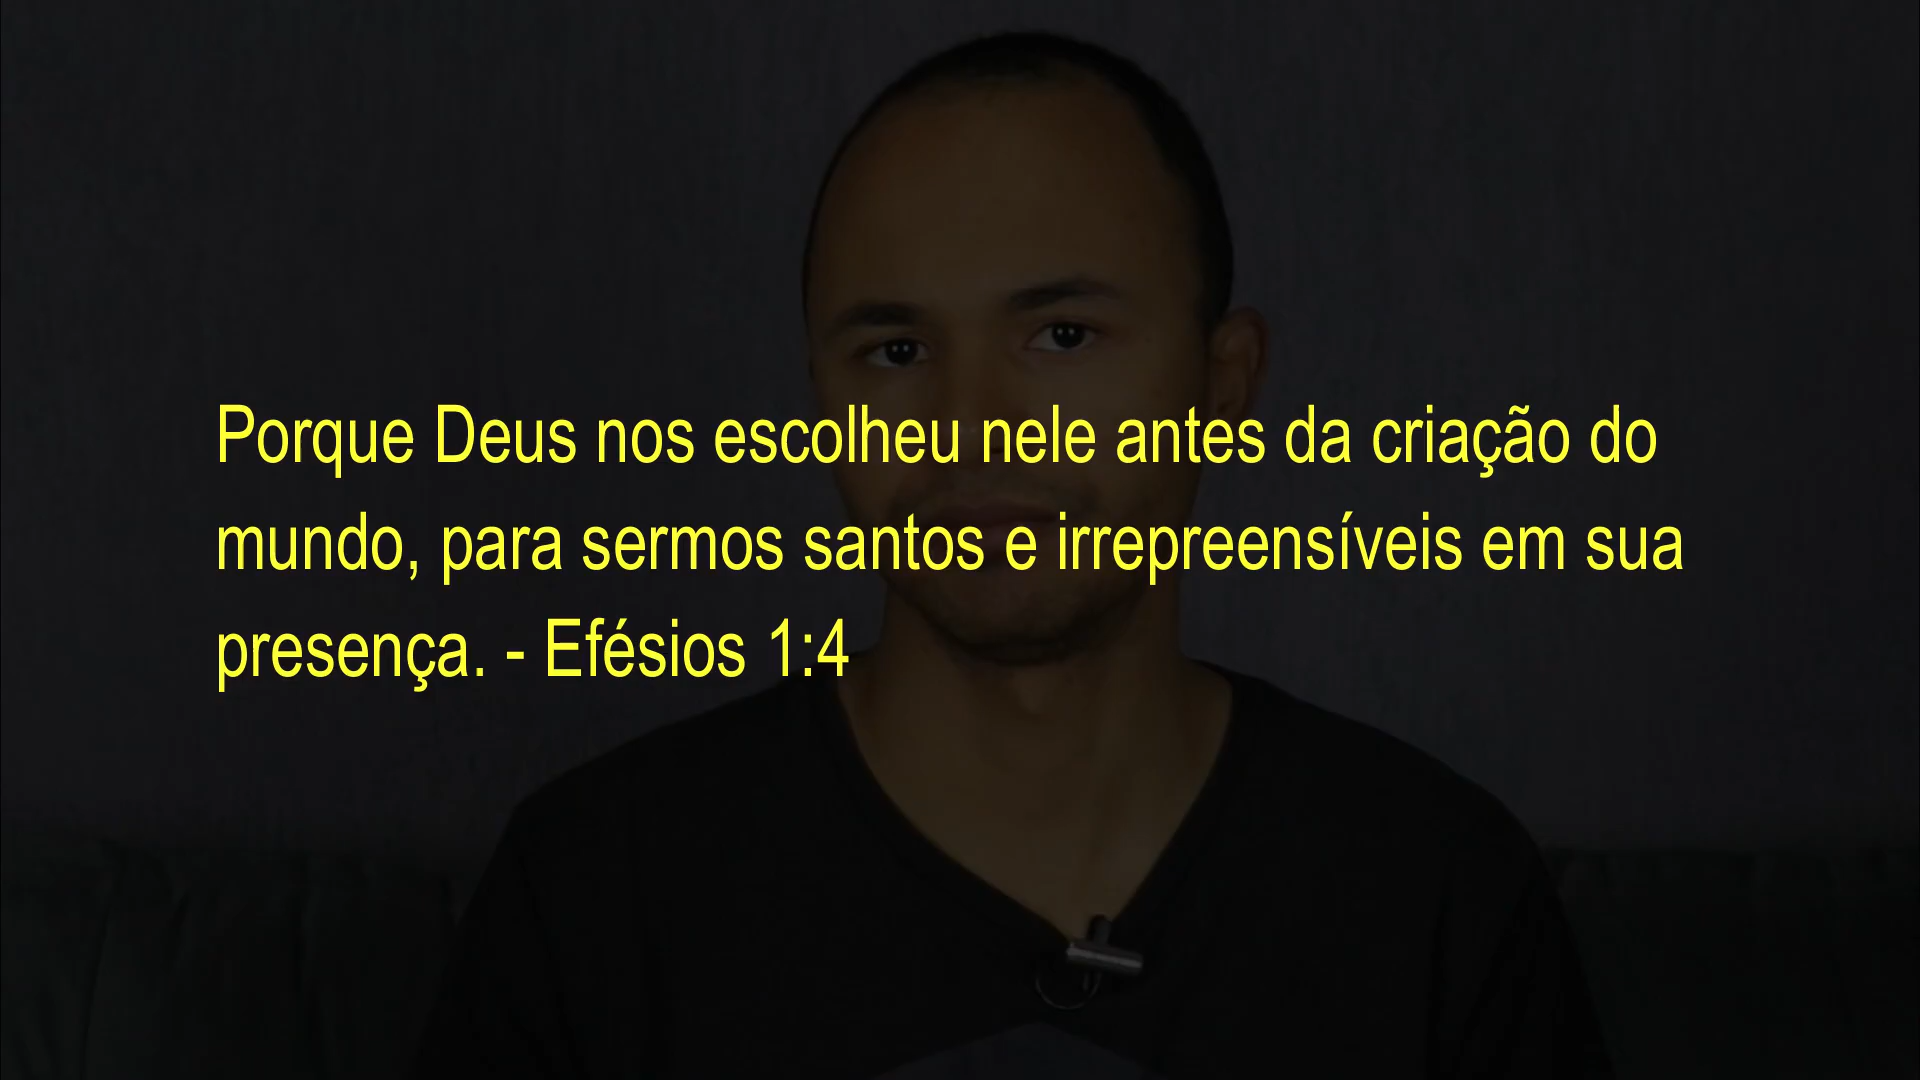 Porque Deus nos escolheu nele antes da criação do
mundo, para sermos santos e irrepreensíveis em sua
presença. - Efésios 1:4